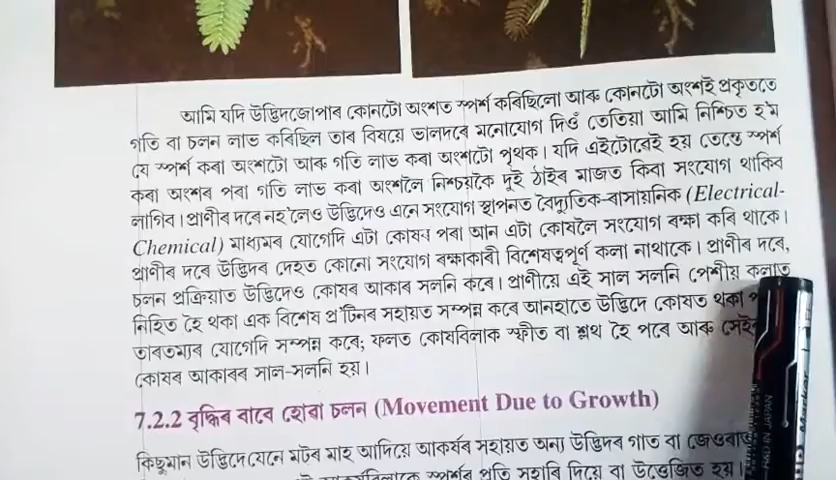 আমি যদি উদ্ভিদজোপাৰ কোনটো অংশত স্পৰ্শ কৰিছিলো আৰু কোনটো অংশই প্ৰকৃততে
গতি বা চলন লাভ কৰিছিল তাৰ বিষয়ে ভালদৰে মনোযোগ দিওঁ তেতিয়া আমি নিশ্চিত হ'ম
যে স্পৰ্শ কৰা অংশটো আৰু গতি লাভ কৰা অংশটো পৃথক। যদি এইটোৱেই হয় তেন্তে স্পৰ্শ
কৰা অংশৰ পৰা গতি লাভ কৰা অংশলৈ নিশ্চয়কৈ দুই ঠাইৰ মাজত কিবা সংযোগ থাকিব
লাগিব। প্ৰাণীৰ দৰে নহ'লেও উদ্ভিদেও এনে সংযোগ স্থাপনত বৈদ্যুতিক-ৰাসায়নিক (Electrical-
Chemical) মাধ্যমৰ যোগেদি এটা কোষৰ পৰা আন এটা কোষলৈ সংযোগ ৰক্ষা কৰি থাকে।
প্ৰাণীৰ দৰে উদ্ভিদৰ দেহত কোনো সংযোগ ৰক্ষাকাৰী বিশেষত্বপূৰ্ণ কলা নাথাকে। প্ৰাণীৰ দৰে,
চলন প্ৰক্ৰিয়াত উদ্ভিদেও কোষৰ আকাৰ সলনি কৰে। প্ৰাণীয়ে এই সাল সলনি পেশীয় কলাত
নিহিত হৈ থকা এক বিশেষ প্ৰ'টিনৰ সহায়ত সম্পন্ন কৰে আনহাতে উদ্ভিদে কোষত থকা
তাৰতম্যৰ যোগেদি সম্পন্ন কৰে; ফলত কোষবিলাক স্ফীত বা শ্লথ হৈ পৰে আৰু
কোষৰ আকাৰৰ সাল-সলনি হয়।
7.2.2 বৃদ্ধিৰ বাবে হোৱা চলন (Movement Due to Growth)
কিছুমান উদ্ভিদে যেনে মটৰ মাহ আদিয়ে আকৰ্ষৰ সহায়ত অন্য উদ্ভিদৰ গাত বা
স্পৰ্শৰ প্ৰতি সঁহাৰি দিয়ে বা উত্তেজিত হয়।